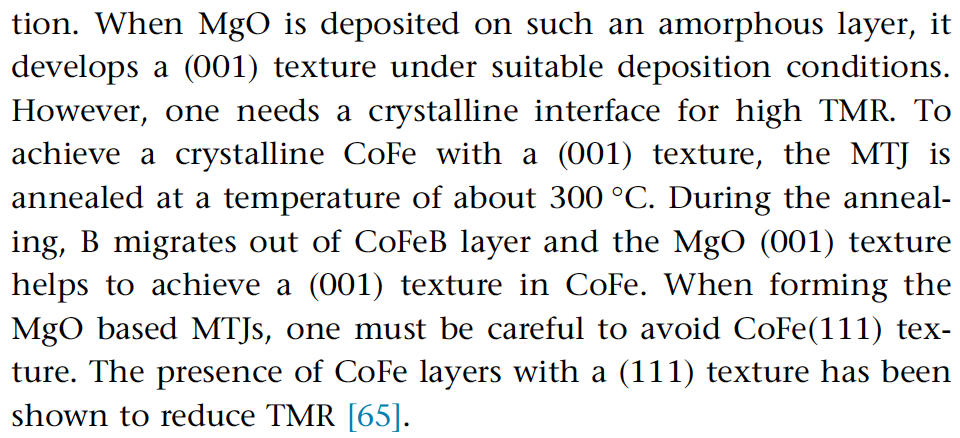 tion. When MgO is deposited on such an amorphous layer, it
develops a (001) texture under suitable deposition conditions.
However, one needs a crystalline interface for high TMR. To
achieve a crystalline CoFe with a (001) texture, the MTJ is
annealed at a temperature of about 300 °C. During the anneal-
ing, B migrates out of CoFeB layer and the MgO (001) texture
helps to achieve a (001) texture in CoFe. When forming the
MgO based MTJs, one must be careful to avoid CoFe(111) tex-
ture. The presence of CoFe layers with a (111) texture has been
shown to reduce TMR [65].